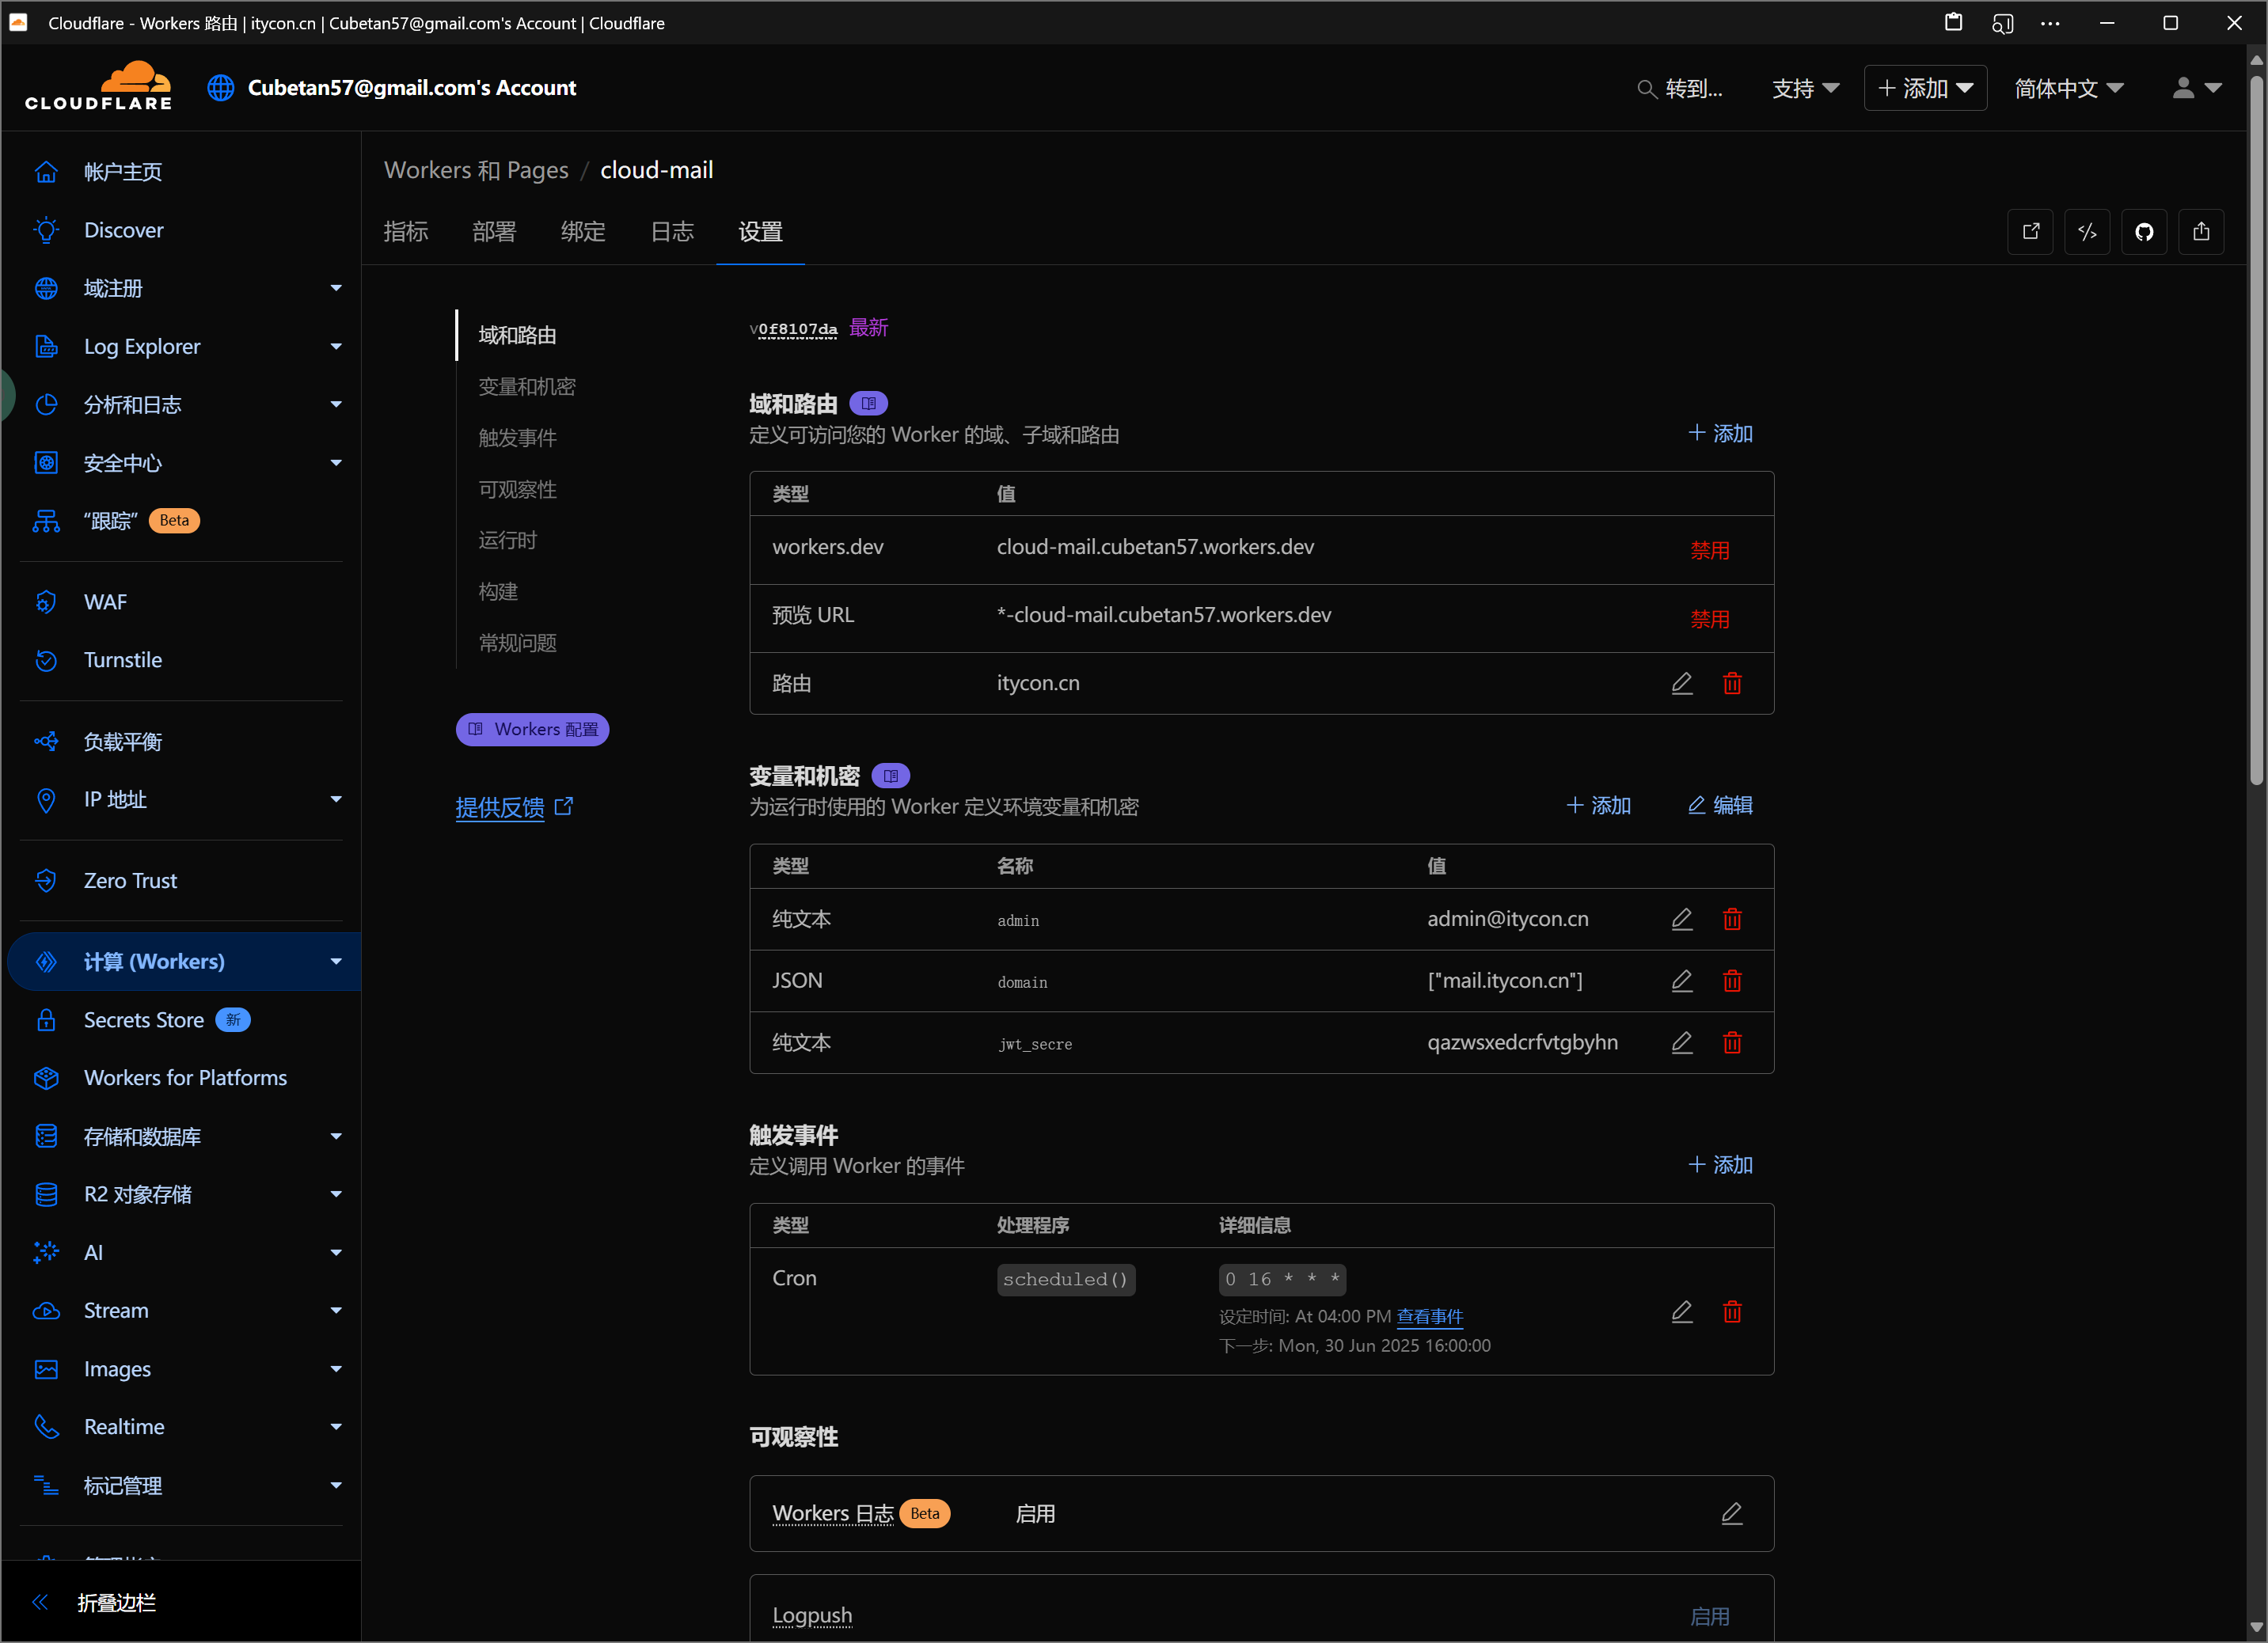 Cloudflare - Workers 路由 | itycon.cn | Cubetan57@gmail.com's Account | Cloudflare
CLOUDFLARE
Cubetan57@gmail.com's Account
转到...
支持
添加
简体中文
帐户主页
Discover
域注册
Log Explorer
分析和日志
安全中心
“跟踪” Beta
WAF
Turnstile
负载平衡
IP 地址
Zero Trust
计算 (Workers)
Secrets Store 新
Workers for Platforms
存储和数据库
R2 对象存储
AI
Stream
Images
Realtime
标记管理
折叠边栏
Workers 和 Pages / cloud-mail
指标
部署
绑定
日志
设置
域和路由
变量和机密
触发事件
可观察性
运行时
构建
常规问题
Workers 配置
提供反馈
v0f8107da 最新
域和路由
定义可访问您的 Worker 的域、子域和路由
添加
类型 值
workers.dev cloud-mail.cubetan57.workers.dev 禁用
预览 URL *-cloud-mail.cubetan57.workers.dev 禁用
路由 itycon.cn
变量和机密
为运行时使用的 Worker 定义环境变量和机密
添加 编辑
类型 名称 值
纯文本 admin admin@itycon.cn
JSON domain ["mail.itycon.cn"]
纯文本 jwt_secre qazwsxedcrfvtgbyhn
触发事件
定义调用 Worker 的事件
添加
类型 处理程序 详细信息
Cron scheduled() 0 16 * * *
设定时间: At 04:00 PM 查看事件
下一步: Mon, 30 Jun 2025 16:00:00
可观察性
Workers 日志 Beta 启用
Logpush 启用